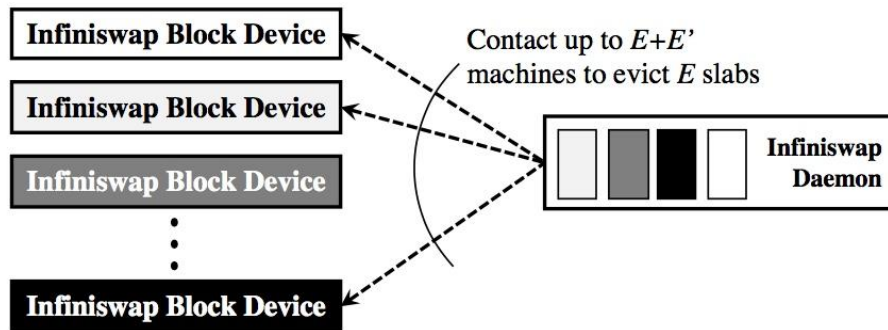 Infiniswap Block Device
Contact up to E+E’
machines to evict E slabs
Infiniswap Block Device
Infiniswap
Daemon
Infiniswap Block Device
Infiniswap Block Device